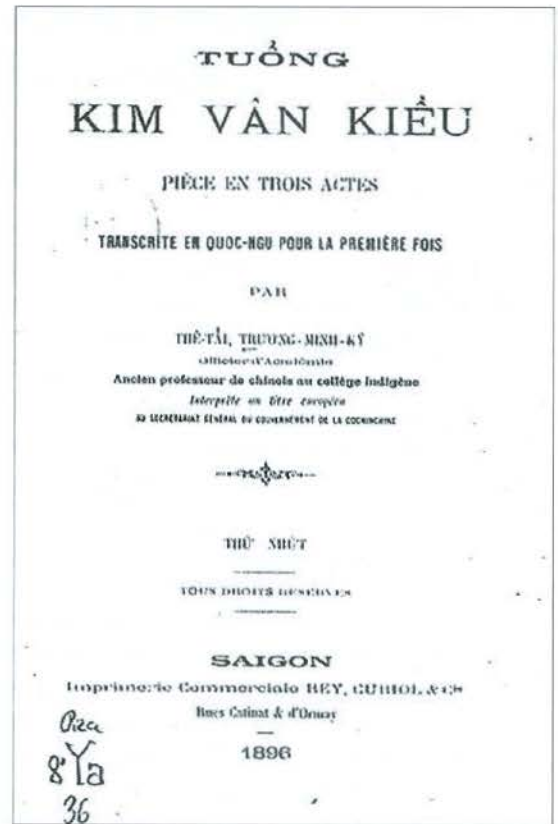 TUỒNG
KIM VÂN KIỀU
PIÈCE EN TROIS ACTES
TRANSCRITE EN QUOC-NGU POUR LA PREMIÈRE FOIS
PAR
THẾ-TẢI, TRƯƠNG-MINH-KÝ
Officier d'Académie
Ancien professeur de chinois au collège Indigène
Interprète au titre européen
AU SECRÉTARIAT GÉNÉRAL DU GOUVERNEMENT DE LA COCHINCHINE
THỨ NHỨT
TOUS DROITS RÉSERVÉS
SAIGON
Imprimerie Commerciale REY, CURIOL & Cie
Rues Catinat & d'Ormay
1896
8° Ya
36